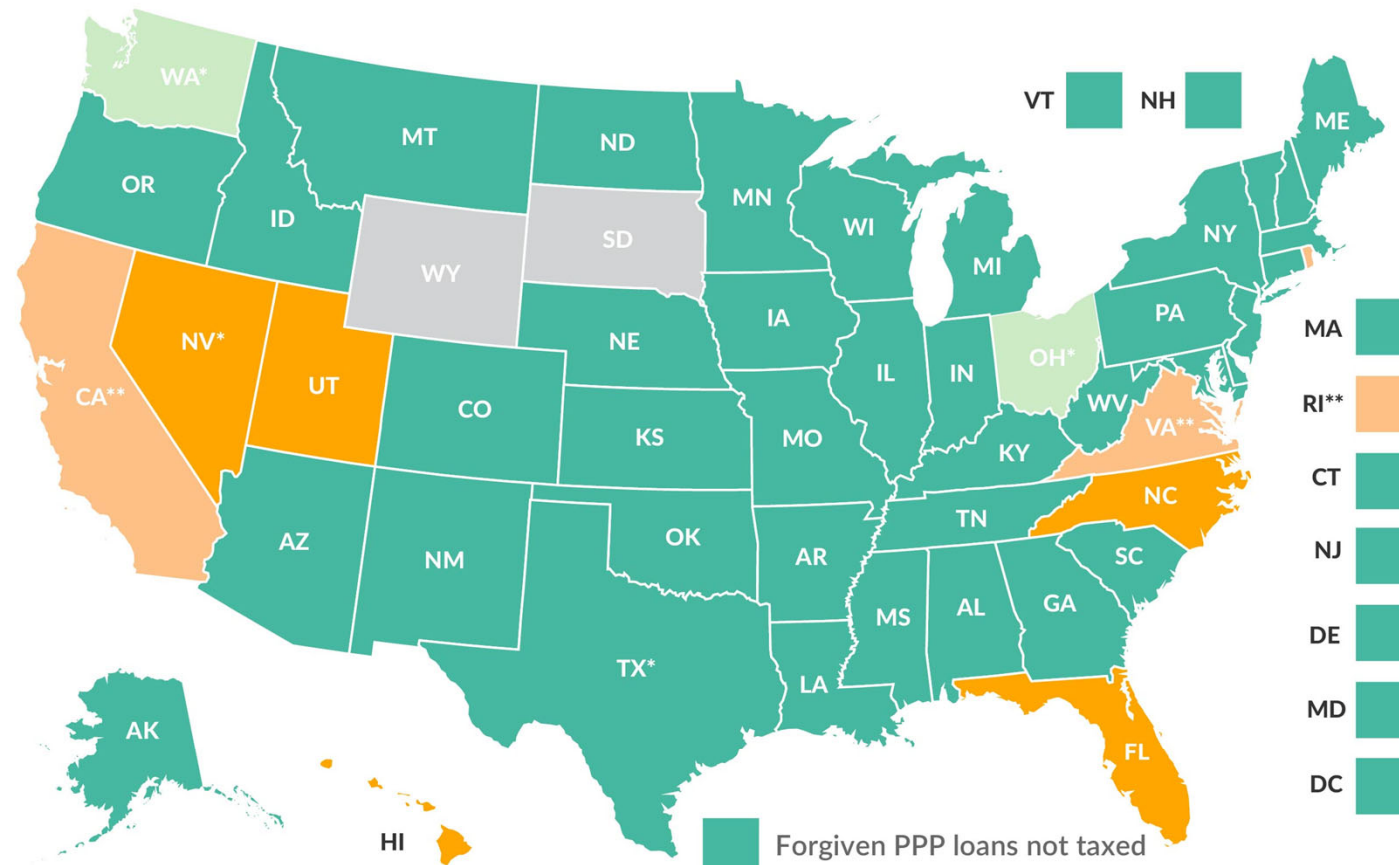 WA*
VT
NH
ME
MT
ND
OR
MN
ID
WI
NY
SD
MI
WY
PA
IA
MA
NE
NV*
OH*
IL
IN
UT
CA**
RI**
CO
WV
VA**
KS
MO
KY
CT
NC
TN
OK
AZ
NJ
AR
SC
NM
GA
AL
MS
DE
TX*
LA
MD
AK
FL
DC
HI
Forgiven PPP loans not taxed